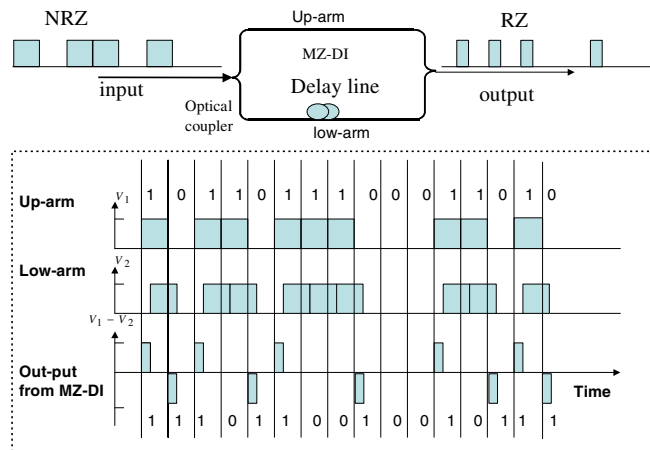 NRZ
Up-arm
RZ
MZ-DI
Delay line
input
output
Optical
coupler
low-arm
Up-arm
V1
1 0 1 1 0 1 1 1 0 0 0 1 1 0 1 0
Low-arm
V2
V1 – V2
Out-put
from MZ-DI
Time
1 1 1 0 1 1 0 0 1 0 0 1 0 1 1 1